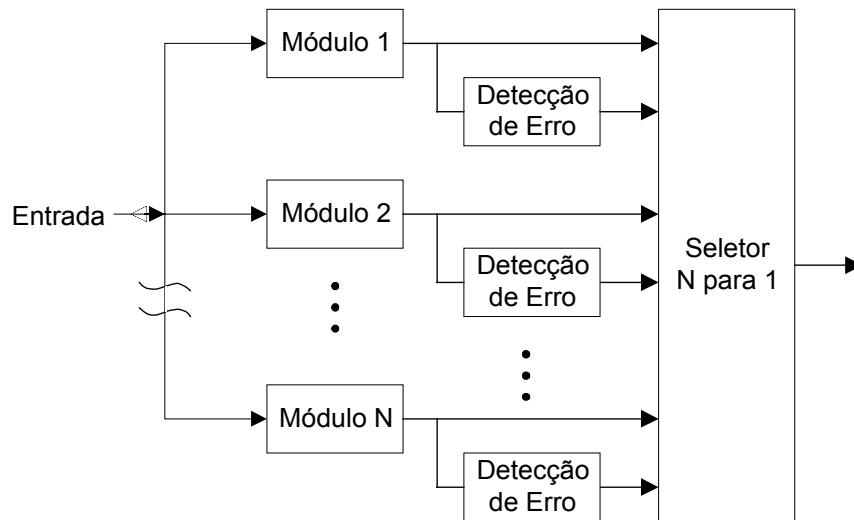 Módulo 1
Detecção
de Erro
Entrada
Módulo 2
Detecção
de Erro
Seletor
N para 1
Módulo N
Detecção
de Erro